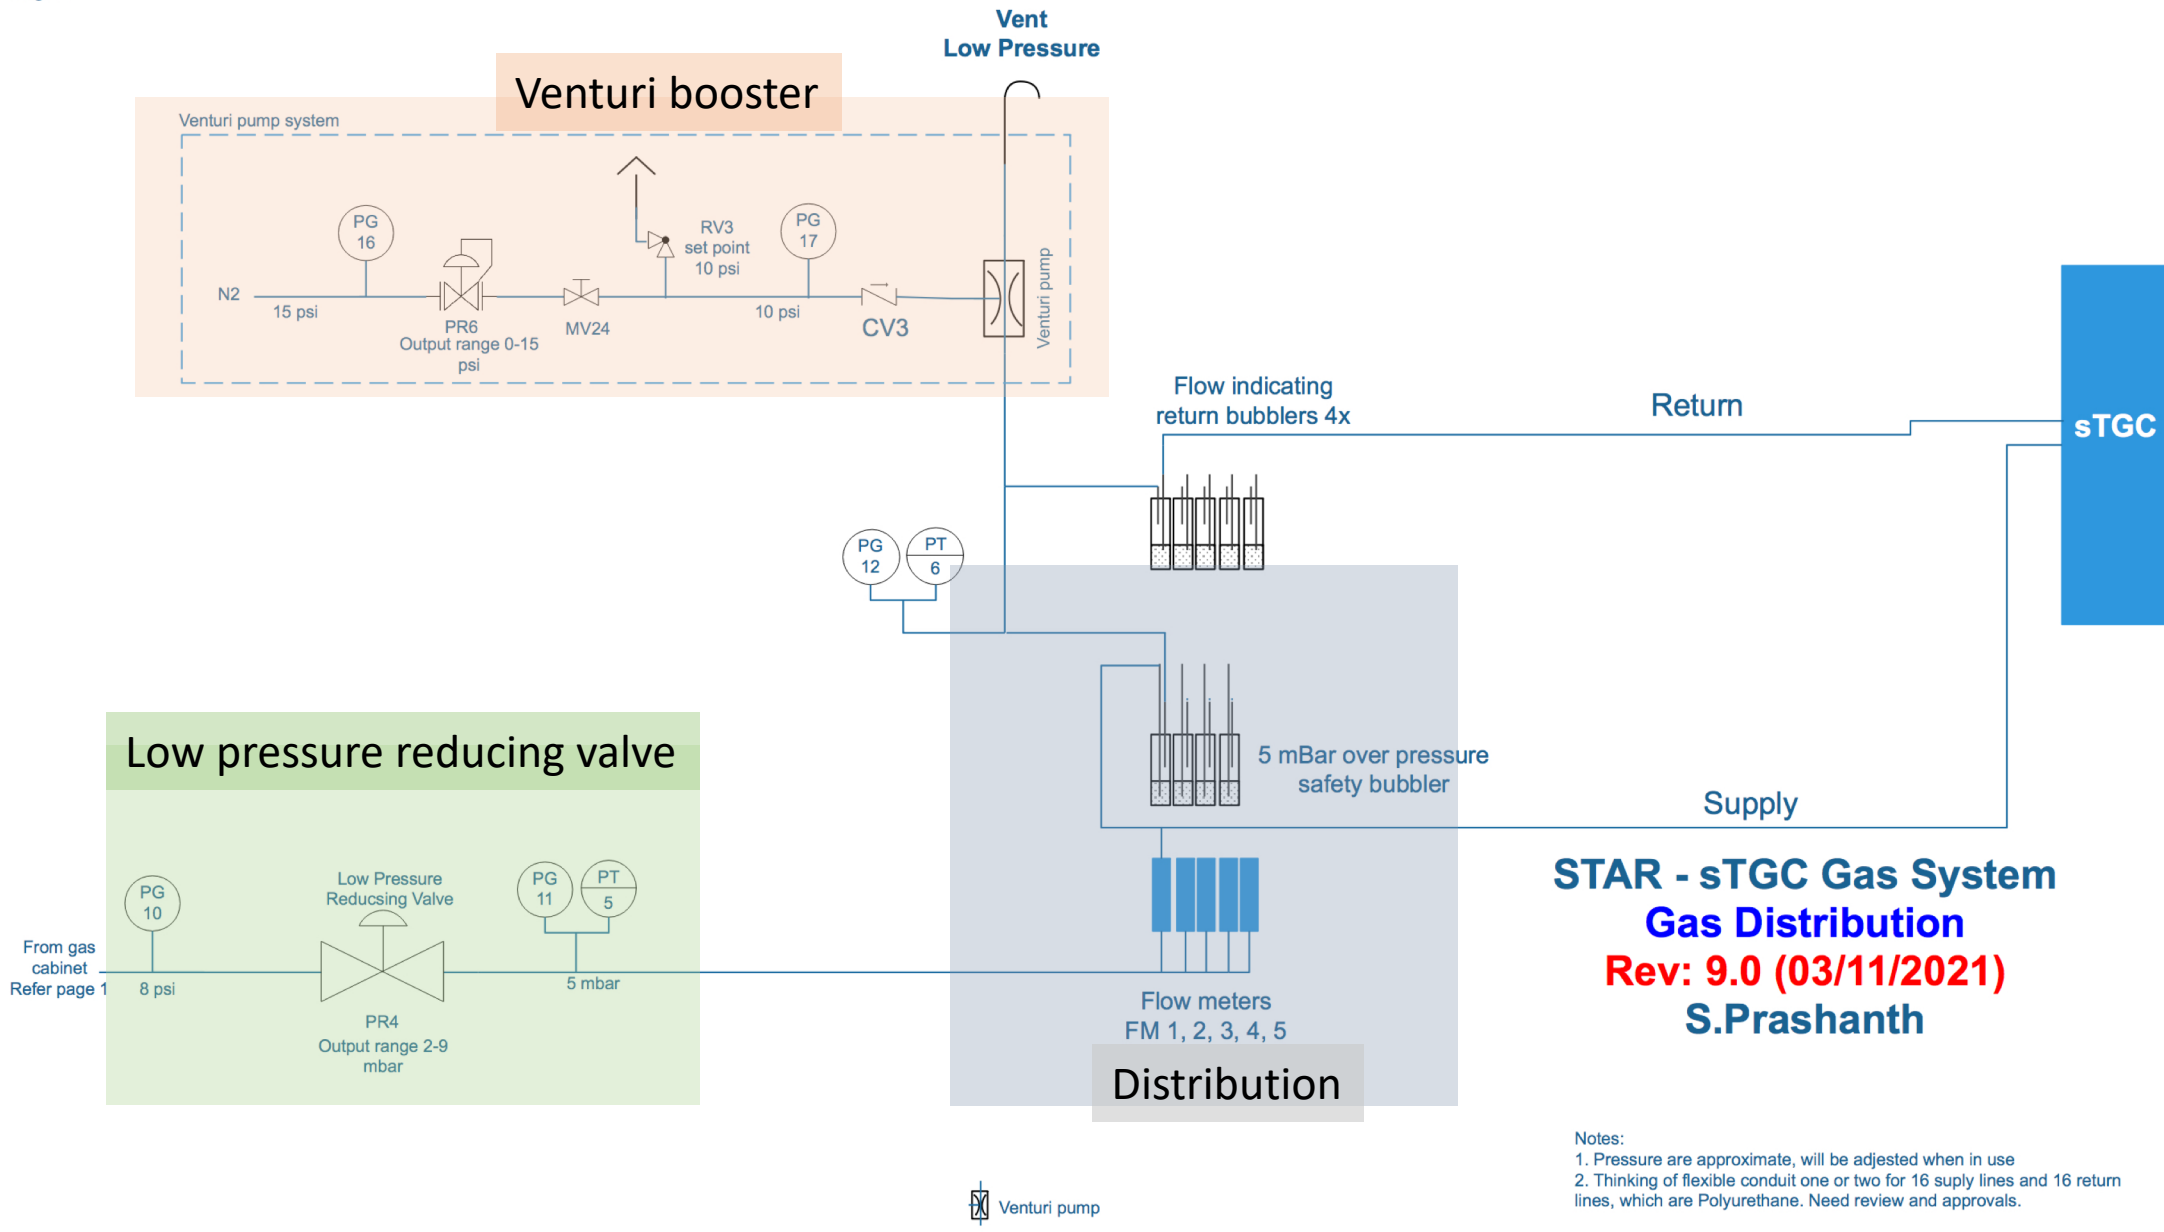 Vent
Low Pressure
Venturi booster
Venturi pump system
PG
16
RV3
set point
10 psi
PG
17
N2
15 psi
PR6
Output range 0-15
psi
MV24
10 psi
CV3
Venturi pump
Flow indicating
return bubblers 4x
Return
sTGC
PG
12
PT
6
Low pressure reducing valve
5 mBar over pressure
safety bubbler
Supply
PG
10
Low Pressure
Reducsing Valve
PG
11
PT
5
From gas
cabinet
Refer page 1
8 psi
5 mbar
PR4
Output range 2-9
mbar
Flow meters
FM 1, 2, 3, 4, 5
Distribution
STAR - sTGC Gas System
Gas Distribution
Rev: 9.0 (03/11/2021)
S.Prashanth
Notes:
1. Pressure are approximate, will be adjested when in use
2. Thinking of flexible conduit one or two for 16 suply lines and 16 return
lines, which are Polyurethane. Need review and approvals.
Venturi pump